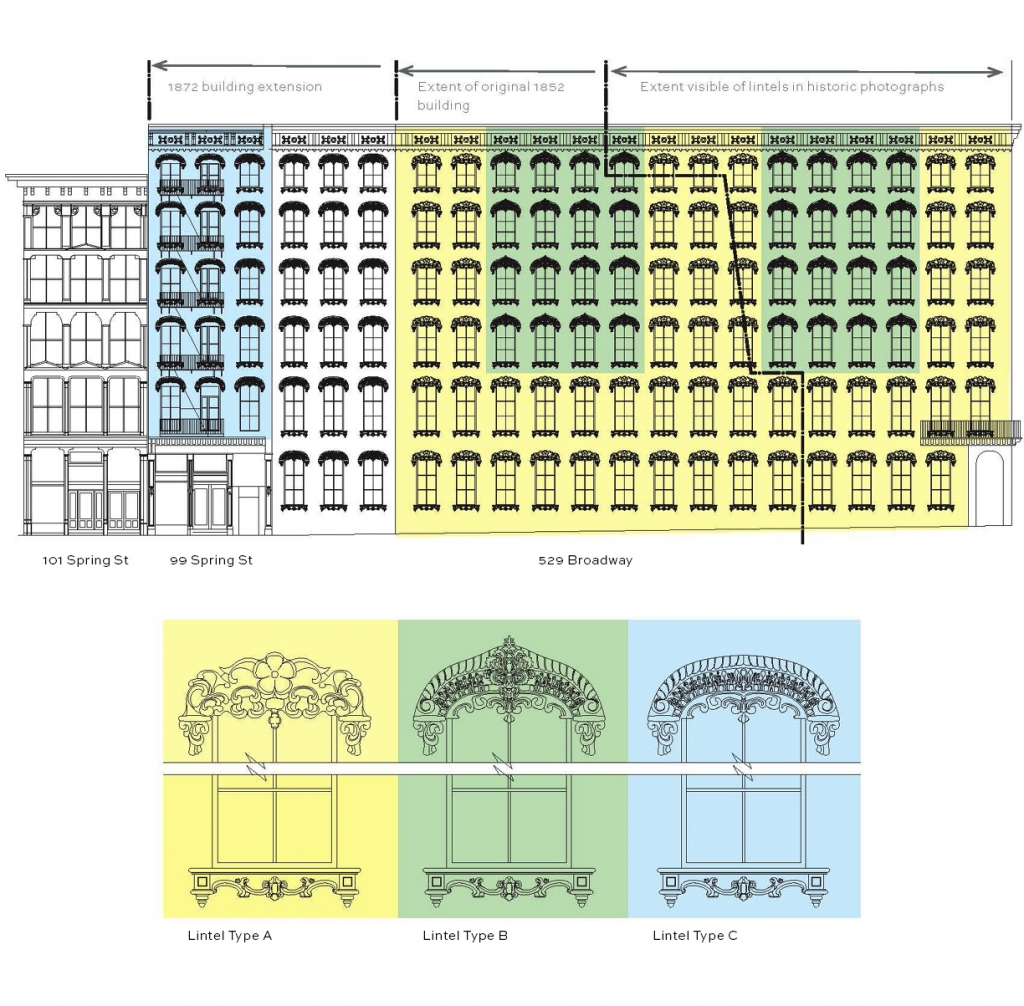 1872 building extension
Extent of original 1852
building
Extent visible of lintels in historic photographs
101 Spring St
99 Spring St
529 Broadway
Lintel Type A
Lintel Type B
Lintel Type C